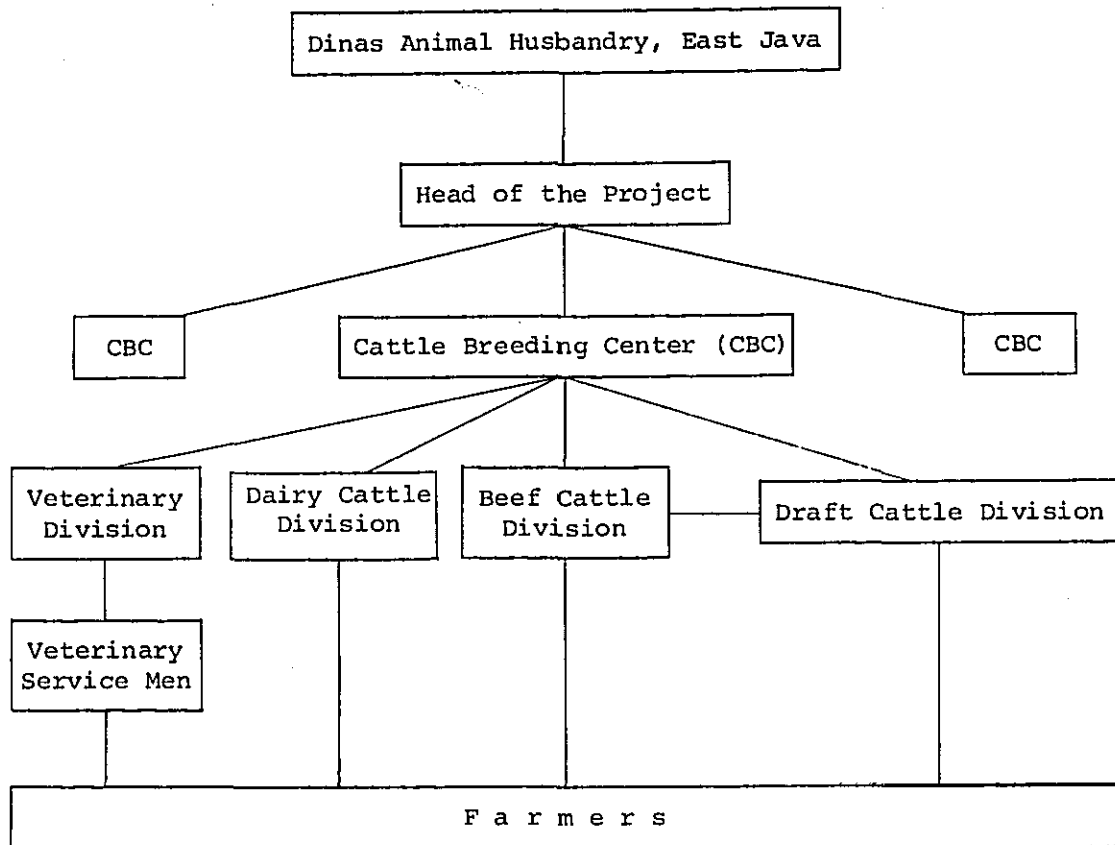 Dinas Animal Husbandry, East Java
Head of the Project
CBC
Cattle Breeding Center (CBC)
CBC
Veterinary
Division
Dairy Cattle
Division
Beef Cattle
Division
Draft Cattle Division
Veterinary
Service Men
F a r m e r s